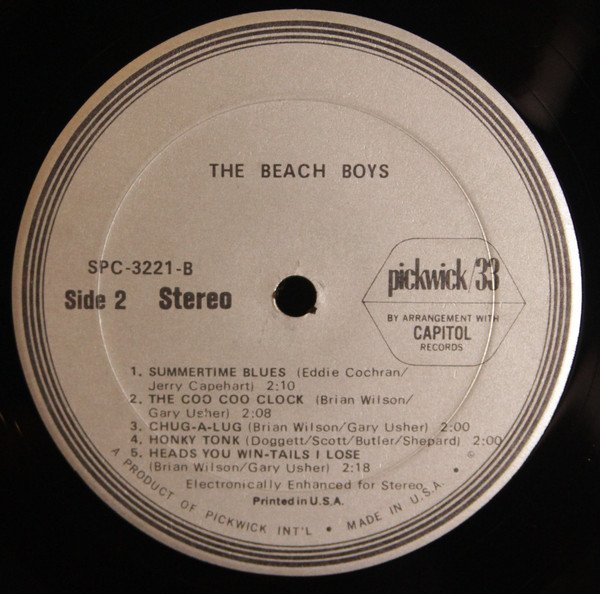 THE BEACH BOYS
SPC-3221-B
Side 2 Stereo
pickwick/33
BY ARRANGEMENT WITH
CAPITOL
RECORDS
1. SUMMERTIME BLUES (Eddie Cochran/
Jerry Capehart) 2:10
2. THE COO COO CLOCK (Brian Wilson/
Gary Usher) 2:08
3. CHUG-A-LUG (Brian Wilson/Gary Usher) 2:00
4. HONKY TONK (Doggett/Scott/Butler/Shepard) 2:00
5. HEADS YOU WIN-TAILS I LOSE
(Brian Wilson/Gary Usher) 2:18
Electronically Enhanced for Stereo
Printed in U.S.A.
A PRODUCT OF PICKWICK INT'L • MADE IN U.S.A. • ℗